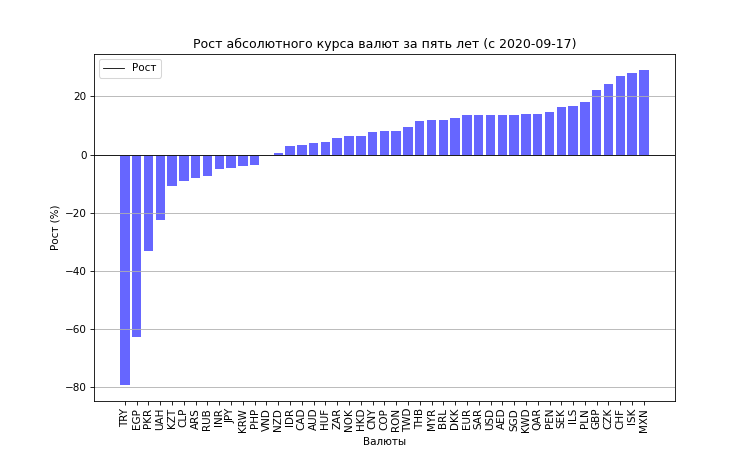 Рост абсолютного курса валют за пять лет (с 2020-09-17)
Рост
20
0
−20
−40
−60
−80
Рост (%)
TRY
EGP
PKR
UAH
KZT
CLP
ARS
RUB
INR
JPY
KRW
PHP
VND
NZD
IDR
CAD
AUD
HUF
ZAR
NOK
HKD
CNY
COP
RON
TWD
THB
MYR
BRL
DKK
EUR
SAR
USD
AED
SGD
KWD
QAR
PEN
SEK
ILS
PLN
GBP
CZK
CHF
ISK
MXN
Валюты